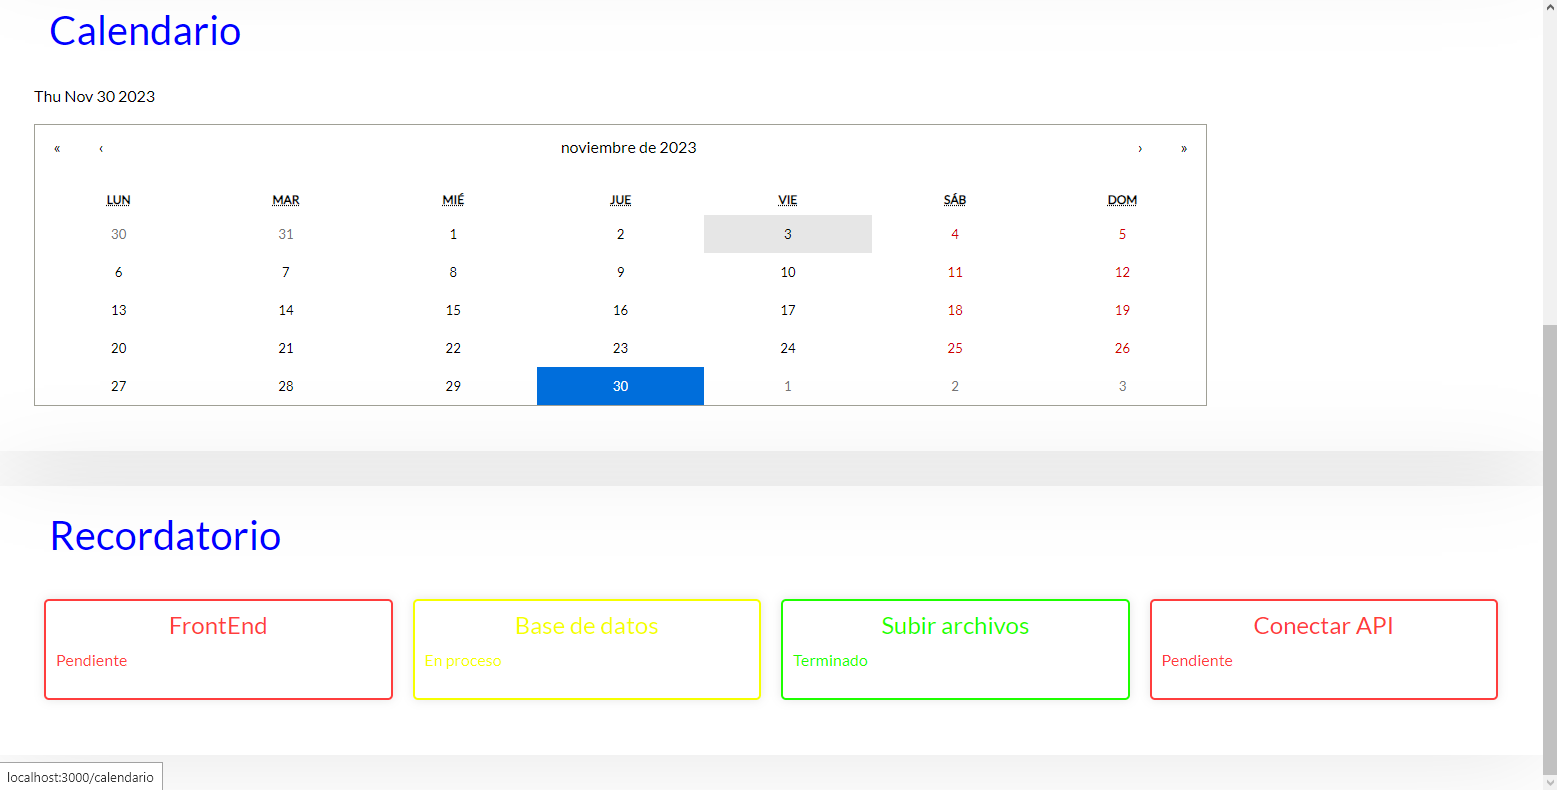 Calendario
Thu Nov 30 2023
« ‹ noviembre de 2023 › »
LUN MAR MIÉ JUE VIE SÁB DOM
30 31 1 2 3 4 5
6 7 8 9 10 11 12
13 14 15 16 17 18 19
20 21 22 23 24 25 26
27 28 29 30 1 2 3
Recordatorio
FrontEnd
Pendiente
Base de datos
En proceso
Subir archivos
Terminado
Conectar API
Pendiente
localhost:3000/calendario